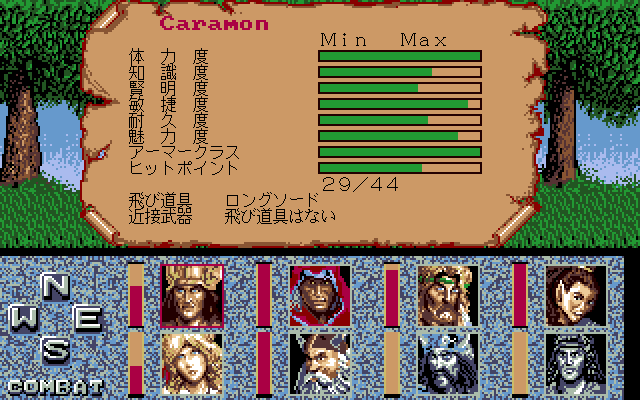 Caramon
Min Max
体力度
知識度
賢明度
敏捷度
耐久度
魅力度
アーマークラス
ヒットポイント
29/44
飛び道具 ロングソード
近接武器 飛び道具はない
N
W E
S
COMBAT